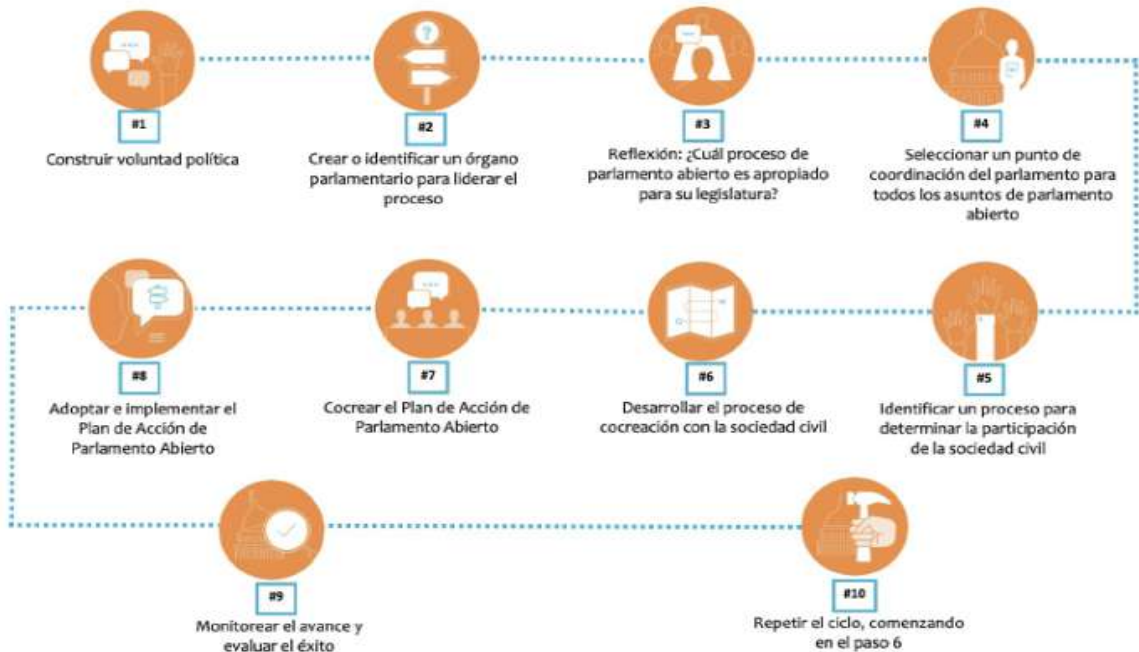 #1
Construir voluntad política
#2
Crear o identificar un órgano
parlamentario para liderar el
proceso
#3
Reflexión: ¿Cuál proceso de
parlamento abierto es apropiado
para su legislatura?
#4
Seleccionar un punto de
coordinación del parlamento para
todos los asuntos de parlamento
abierto
#5
Identificar un proceso para
determinar la participación
de la sociedad civil
#6
Desarrollar el proceso de
cocreación con la sociedad civil
#7
Cocrear el Plan de Acción de
Parlamento Abierto
#8
Adoptar e implementar el
Plan de Acción de
Parlamento Abierto
#9
Monitorear el avance y
evaluar el éxito
#10
Repetir el ciclo, comenzando
en el paso 6